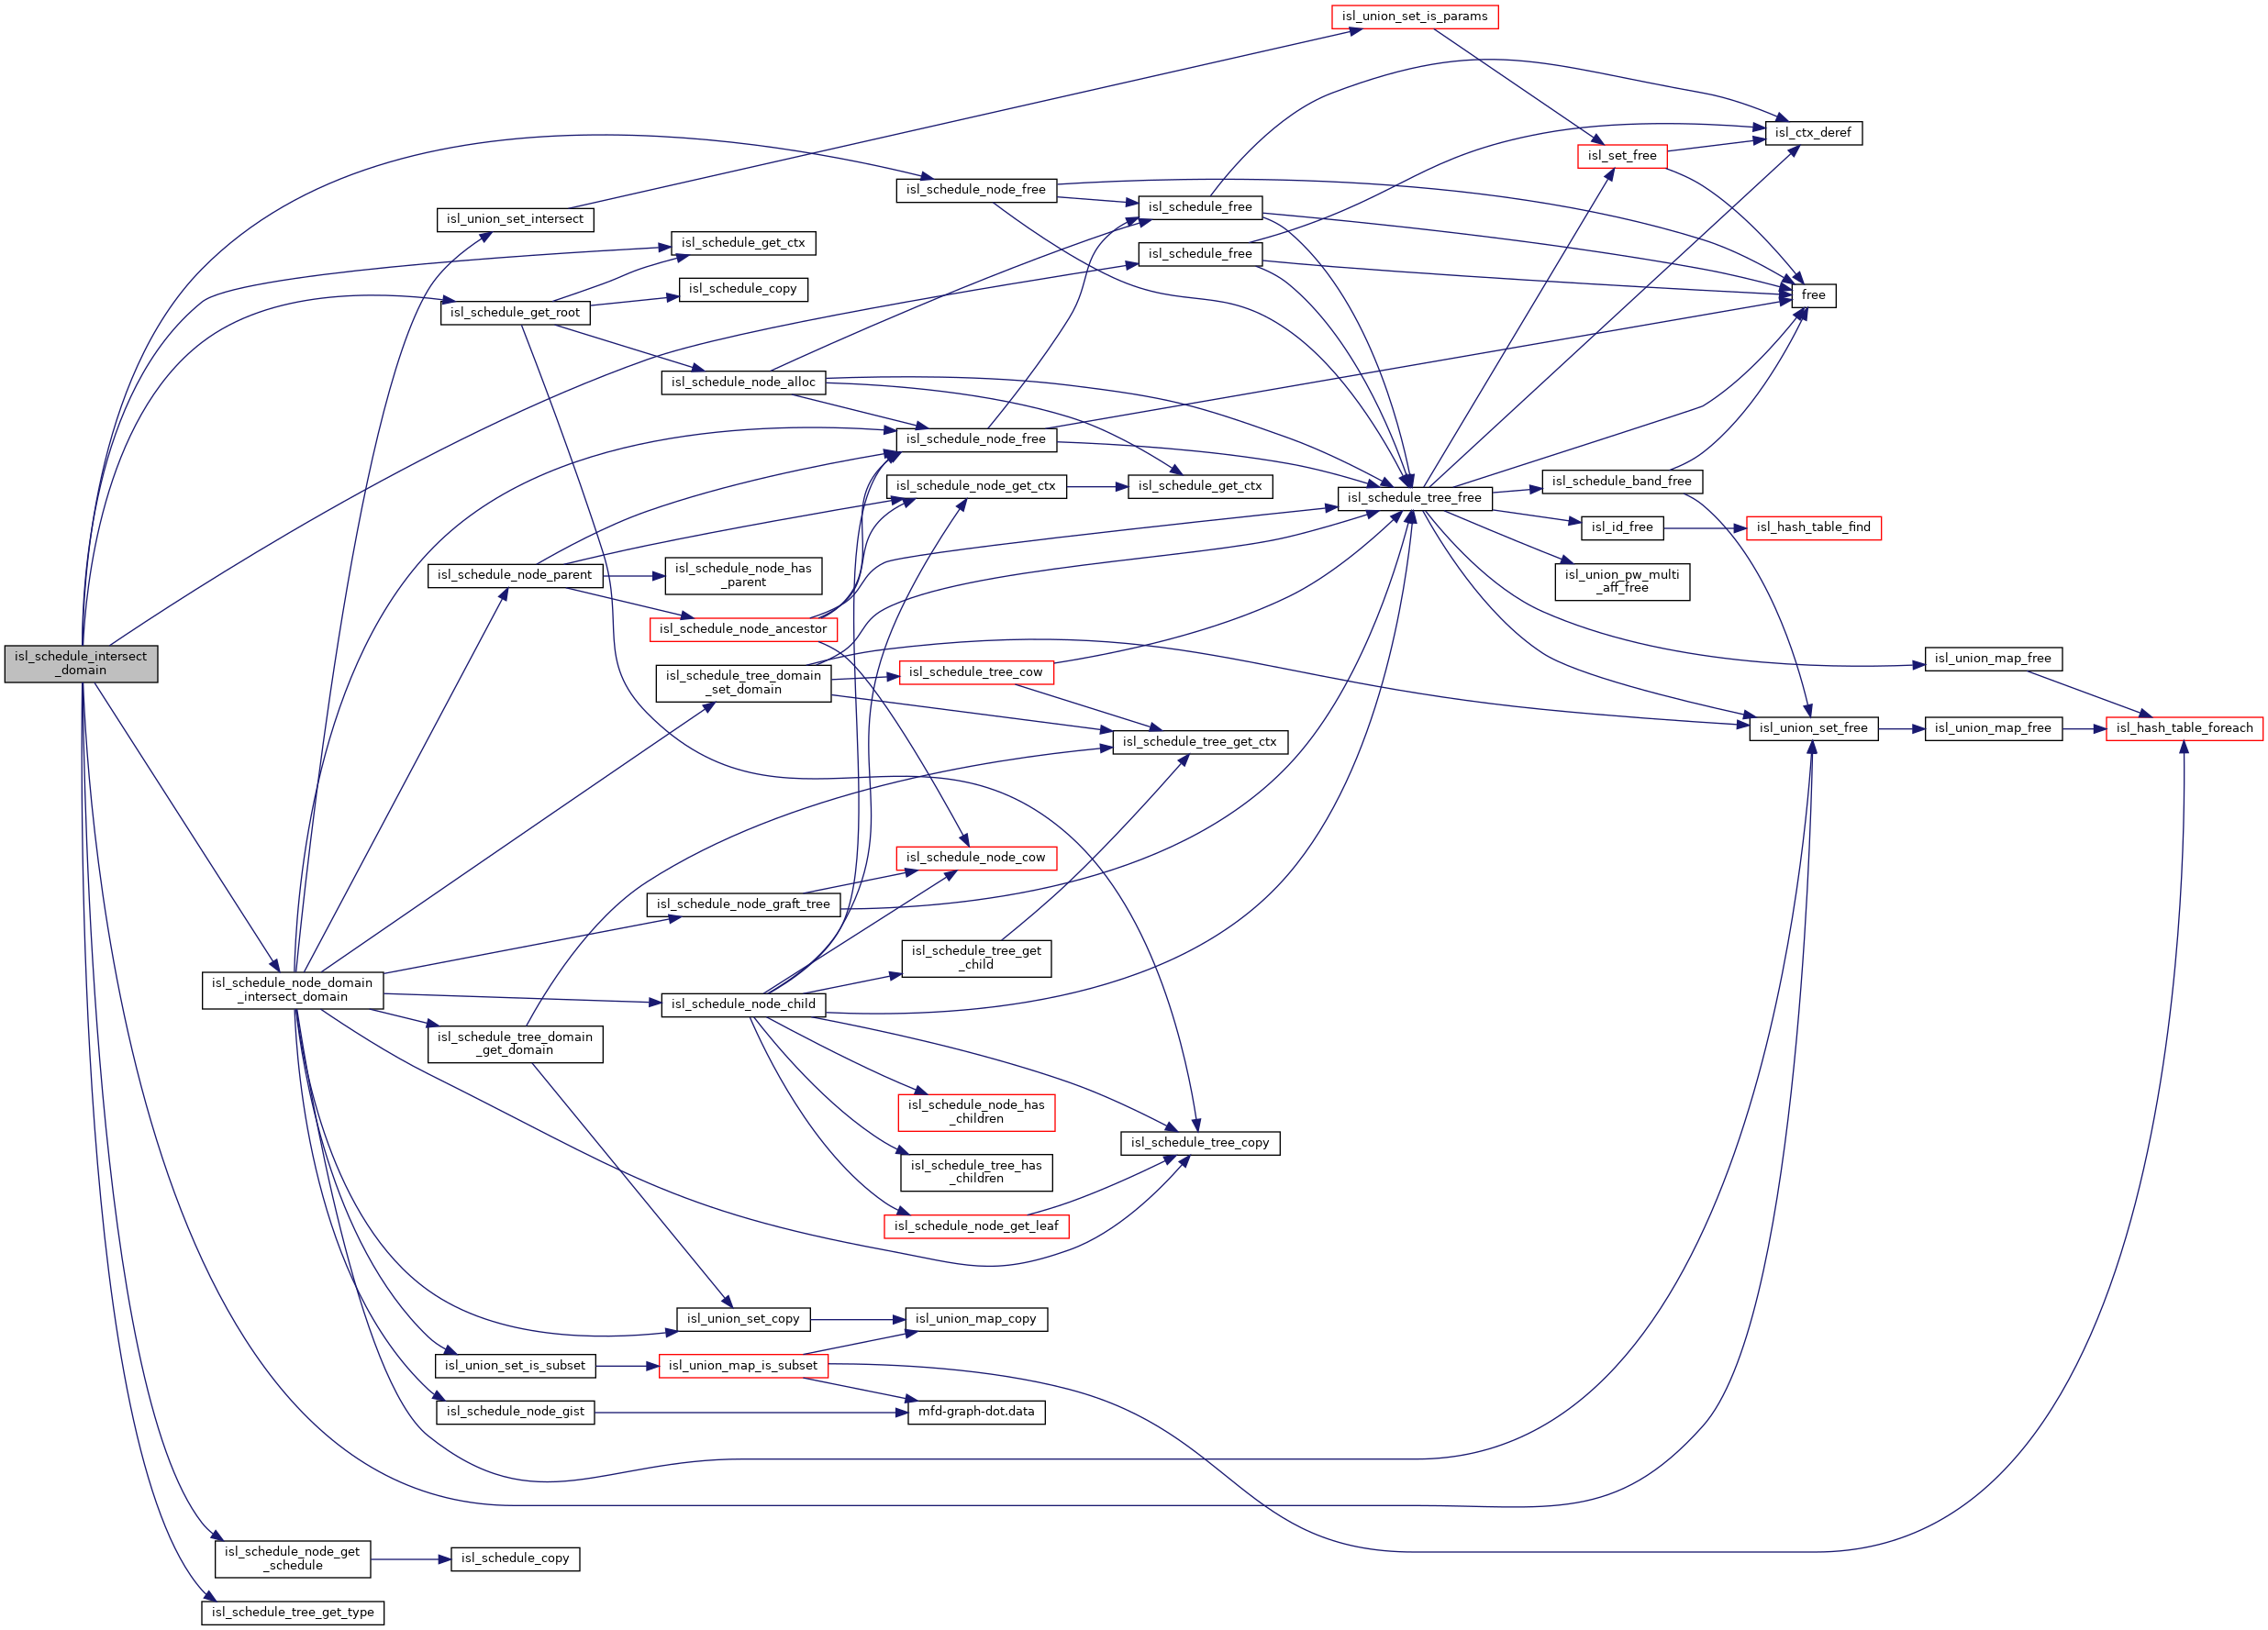 isl_union_set_is_params
isl_ctx_deref
isl_set_free
isl_schedule_node_free
isl_schedule_free
isl_union_set_intersect
isl_schedule_get_ctx
isl_schedule_free
isl_schedule_copy
free
isl_schedule_get_root
isl_schedule_node_alloc
isl_schedule_node_free
isl_schedule_node_get_ctx
isl_schedule_get_ctx
isl_schedule_tree_free
isl_schedule_band_free
isl_id_free
isl_hash_table_find
isl_schedule_node_parent
isl_schedule_node_has
_parent
isl_union_pw_multi
_aff_free
isl_schedule_node_ancestor
isl_schedule_intersect
_domain
isl_union_map_free
isl_schedule_tree_domain
_set_domain
isl_schedule_tree_cow
isl_schedule_tree_get_ctx
isl_union_set_free
isl_union_map_free
isl_hash_table_foreach
isl_schedule_node_cow
isl_schedule_node_graft_tree
isl_schedule_tree_get
_child
isl_schedule_node_domain
_intersect_domain
isl_schedule_node_child
isl_schedule_tree_domain
_get_domain
isl_schedule_node_has
_children
isl_schedule_tree_copy
isl_schedule_tree_has
_children
isl_schedule_node_get_leaf
isl_union_set_copy
isl_union_map_copy
isl_union_set_is_subset
isl_union_map_is_subset
isl_schedule_node_gist
mfd-graph-dot.data
isl_schedule_node_get
_schedule
isl_schedule_copy
isl_schedule_tree_get_type